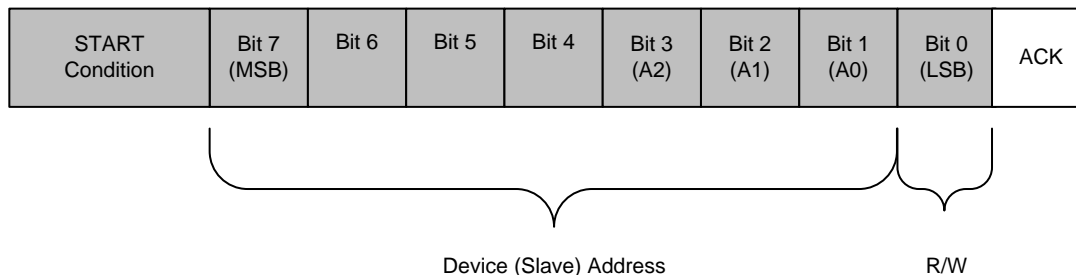 START
Condition
Bit 7
(MSB)
Bit 6
Bit 5
Bit 4
Bit 3
(A2)
Bit 2
(A1)
Bit 1
(A0)
Bit 0
(LSB)
ACK
Device (Slave) Address
R/W